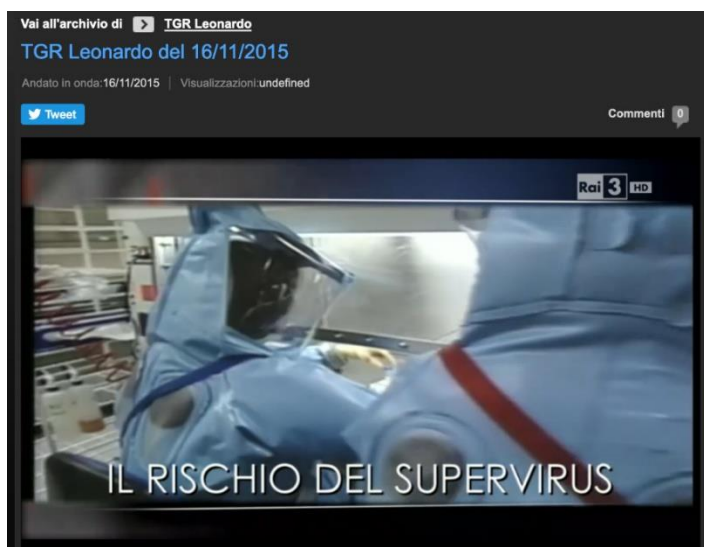 Vai all'archivio di > TGR Leonardo
TGR Leonardo del 16/11/2015
Andato in onda:16/11/2015 | Visualizzazioni:undefined
Tweet
Commenti 0
Rai 3 HD
IL RISCHIO DEL SUPERVIRUS